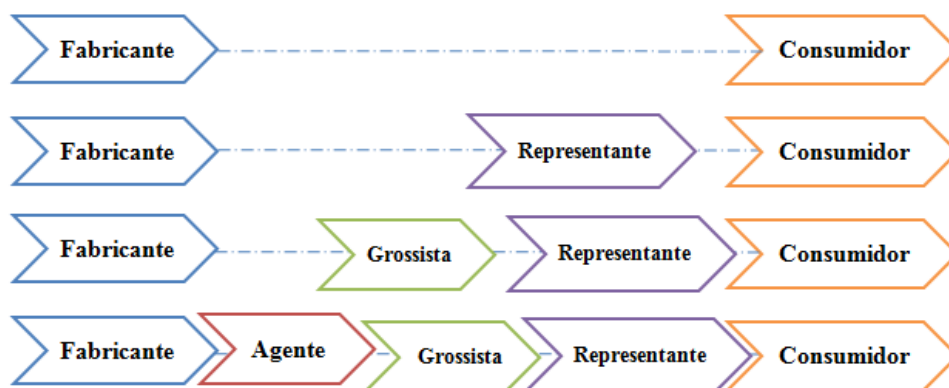 Fabricante Consumidor
Fabricante Representante Consumidor
Fabricante Grossista Representante Consumidor
Fabricante Agente Grossista Representante Consumidor